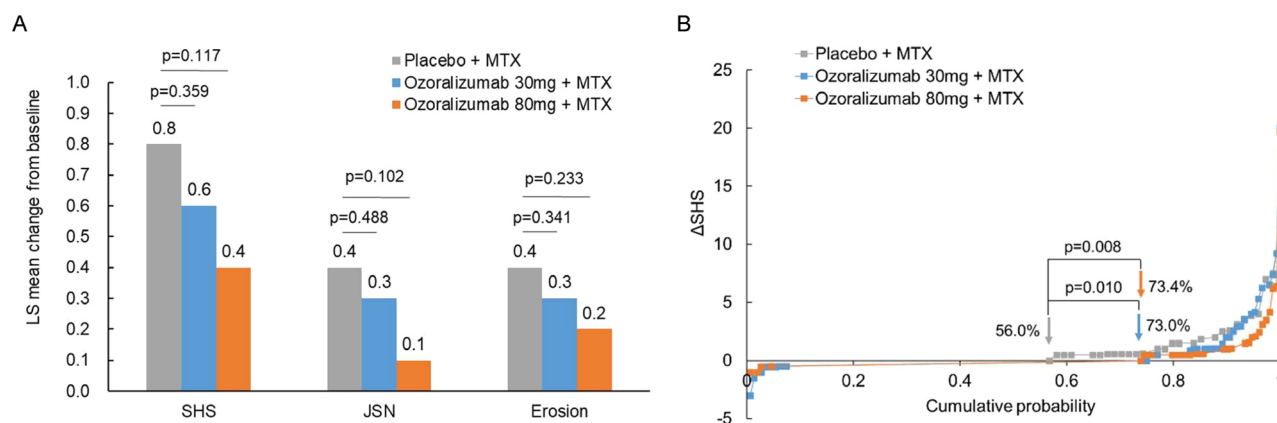 A
p=0.117
p=0.359
Placebo + MTX
Ozoralizumab 30mg + MTX
Ozoralizumab 80mg + MTX
LS mean change from baseline
1.0
0.9
0.8
0.7
0.6
0.5
0.4
0.3
0.2
0.1
0.0
0.8
0.6
0.4
p=0.102
p=0.488
0.4
0.3
0.1
p=0.233
p=0.341
0.4
0.3
0.2
SHS
JSN
Erosion
B
Placebo + MTX
Ozoralizumab 30mg + MTX
Ozoralizumab 80mg + MTX
ΔSHS
25
20
15
10
5
0
-5
p=0.008
p=0.010
73.4%
56.0%
73.0%
0
0.2
0.4
0.6
0.8
Cumulative probability